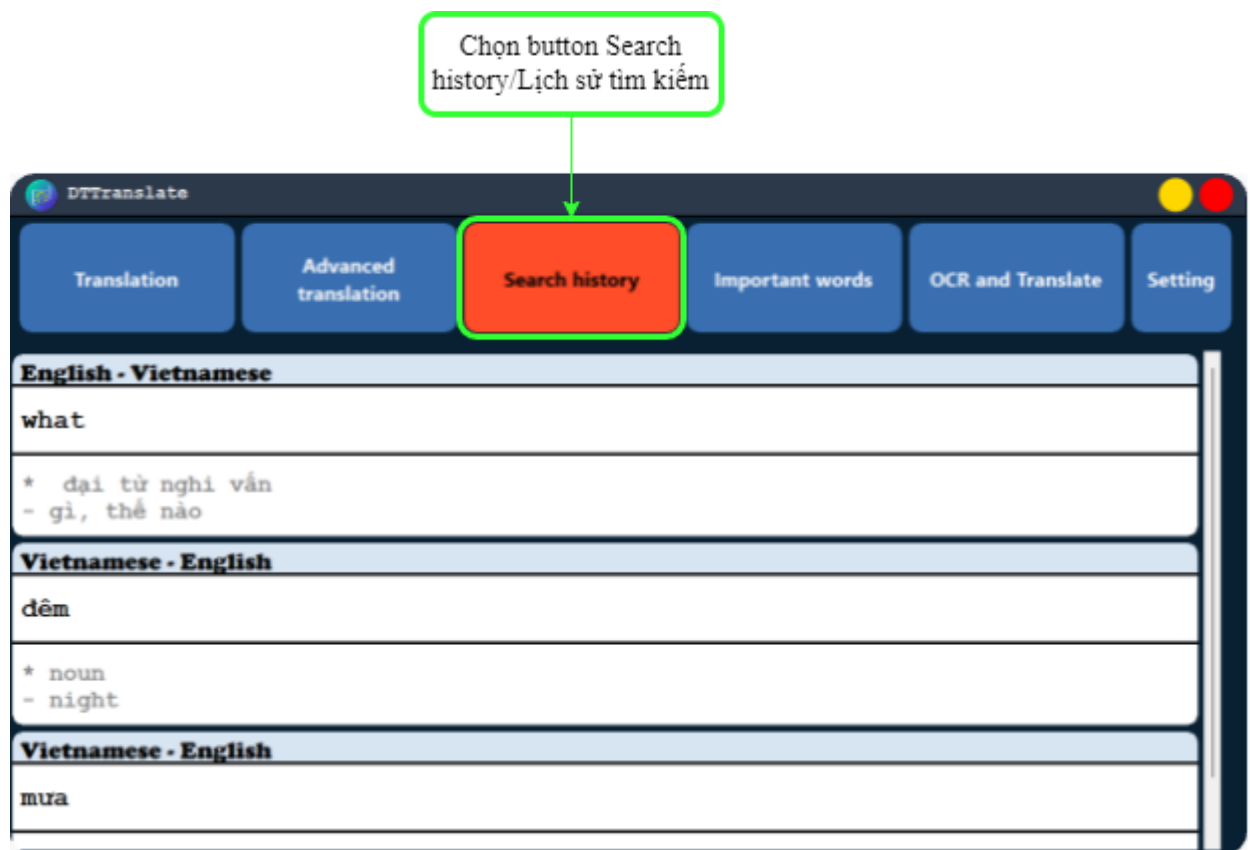 Chọn button Search
history/Lịch sử tìm kiếm
DTTranslate
Translation
Advanced
translation
Search history
Important words
OCR and Translate
Setting
English - Vietnamese
what
*  đại từ nghi vấn
- gì, thế nào
Vietnamese - English
đêm
* noun
- night
Vietnamese - English
mưa